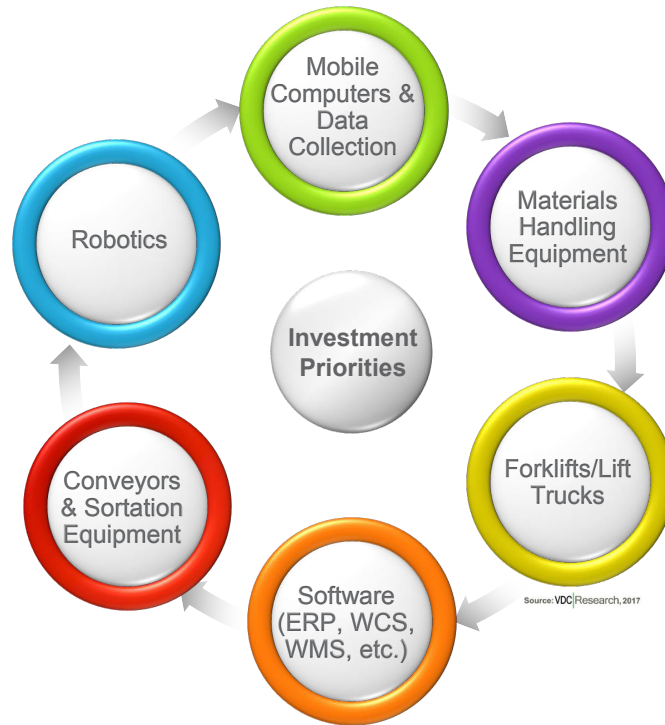 Mobile
Computers &
Data
Collection
Materials
Handling
Equipment
Forklifts/Lift
Trucks
Software
(ERP, WCS,
WMS, etc.)
Conveyors
& Sortation
Equipment
Robotics
Investment
Priorities
Source: VDC|Research, 2017